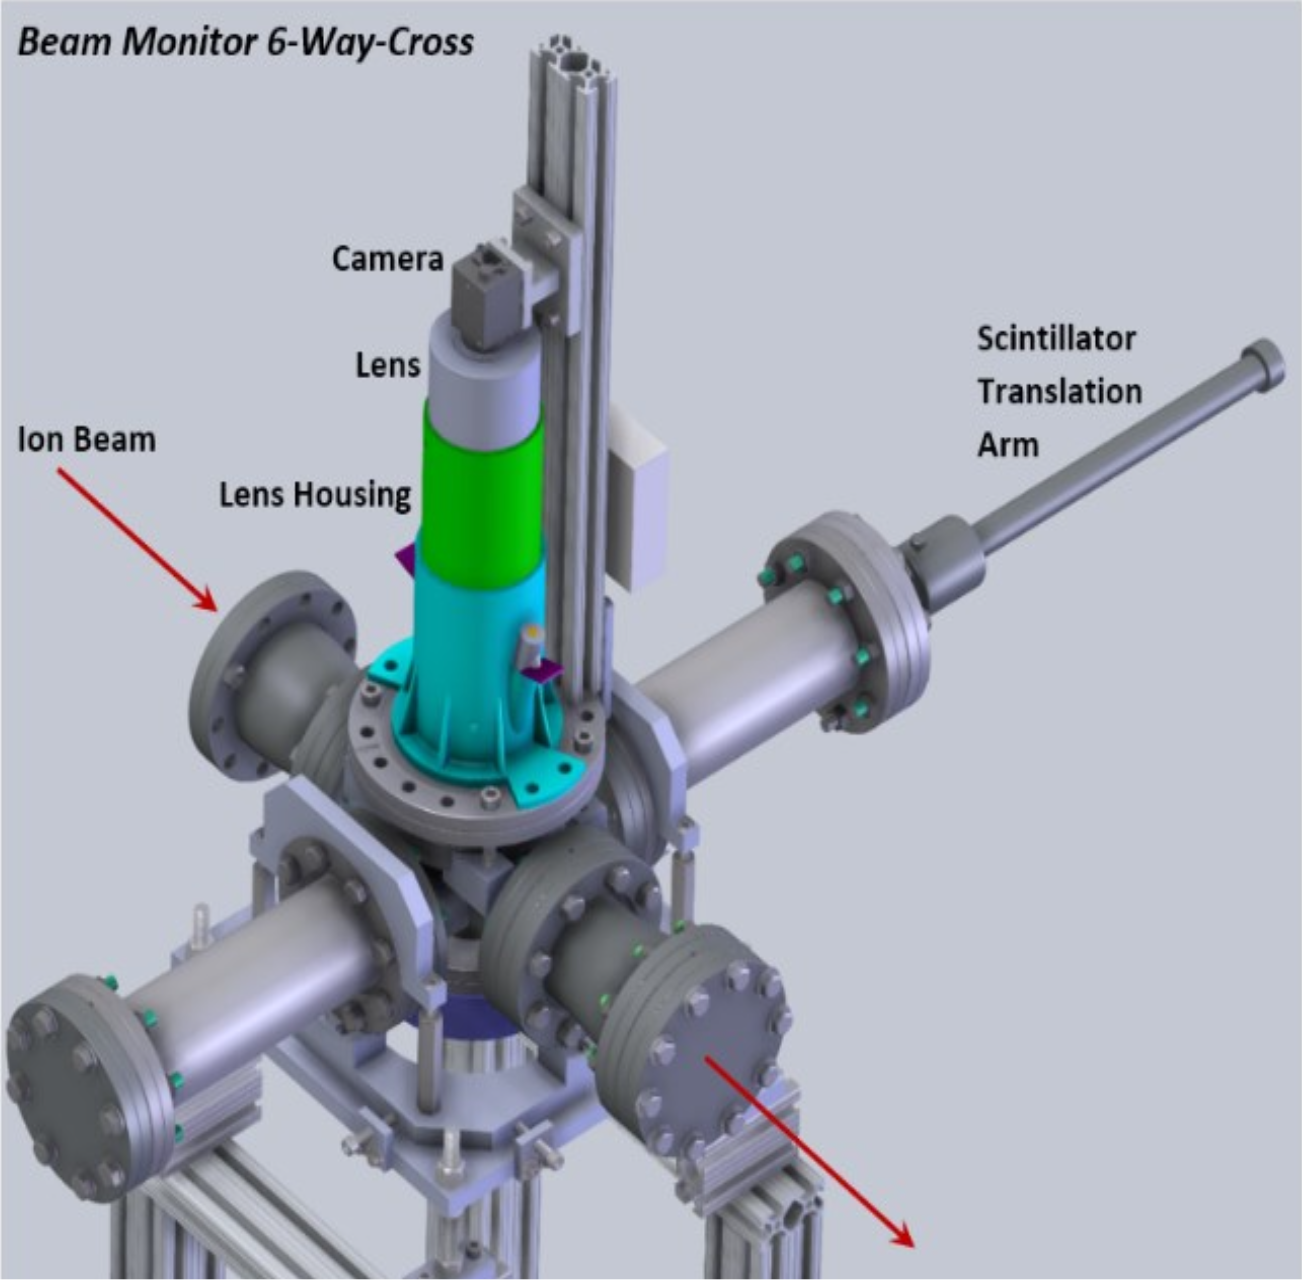 Beam Monitor 6-Way-Cross
Camera
Scintillator
Lens
Translation
Ion Beam
Arm
Lens Housing